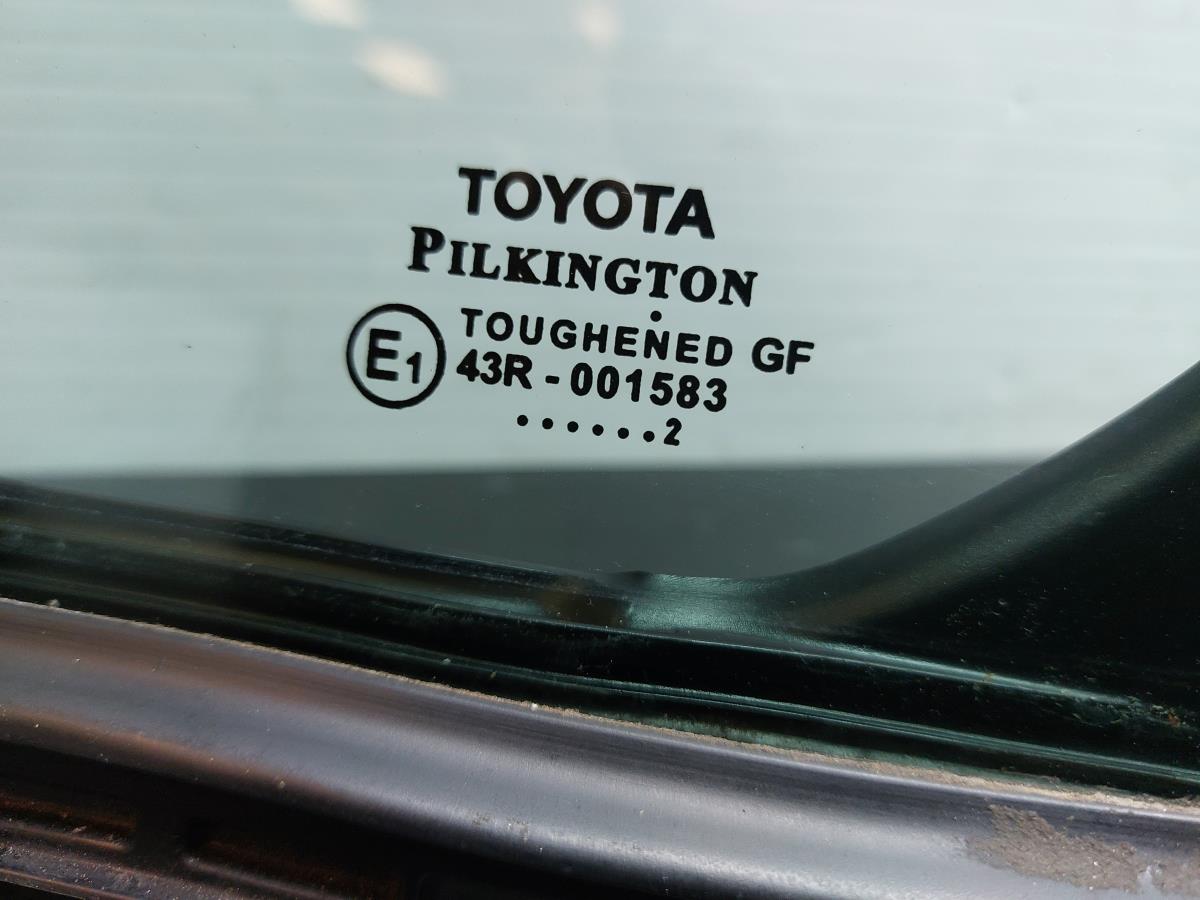 TOYOTA
PILKINGTON
TOUGHENED GF
E1
43R - 001583
......2